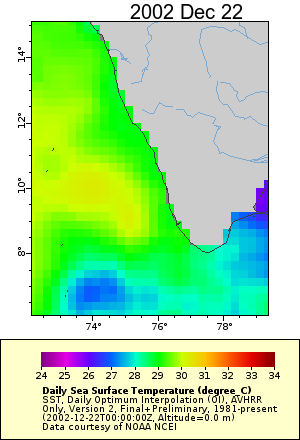 2002 Dec 22
14°
12°
10°
8°
74° 76° 78°
24 25 26 27 28 29 30 31 32 33 34
Daily Sea Surface Temperature (degree_C)
SST, Daily Optimum Interpolation (OI), AVHRR
Only, Version 2, Final+Preliminary, 1981-present
(2002-12-22T00:00:00Z, Altitude=0.0 m)
Data courtesy of NOAA NCEI